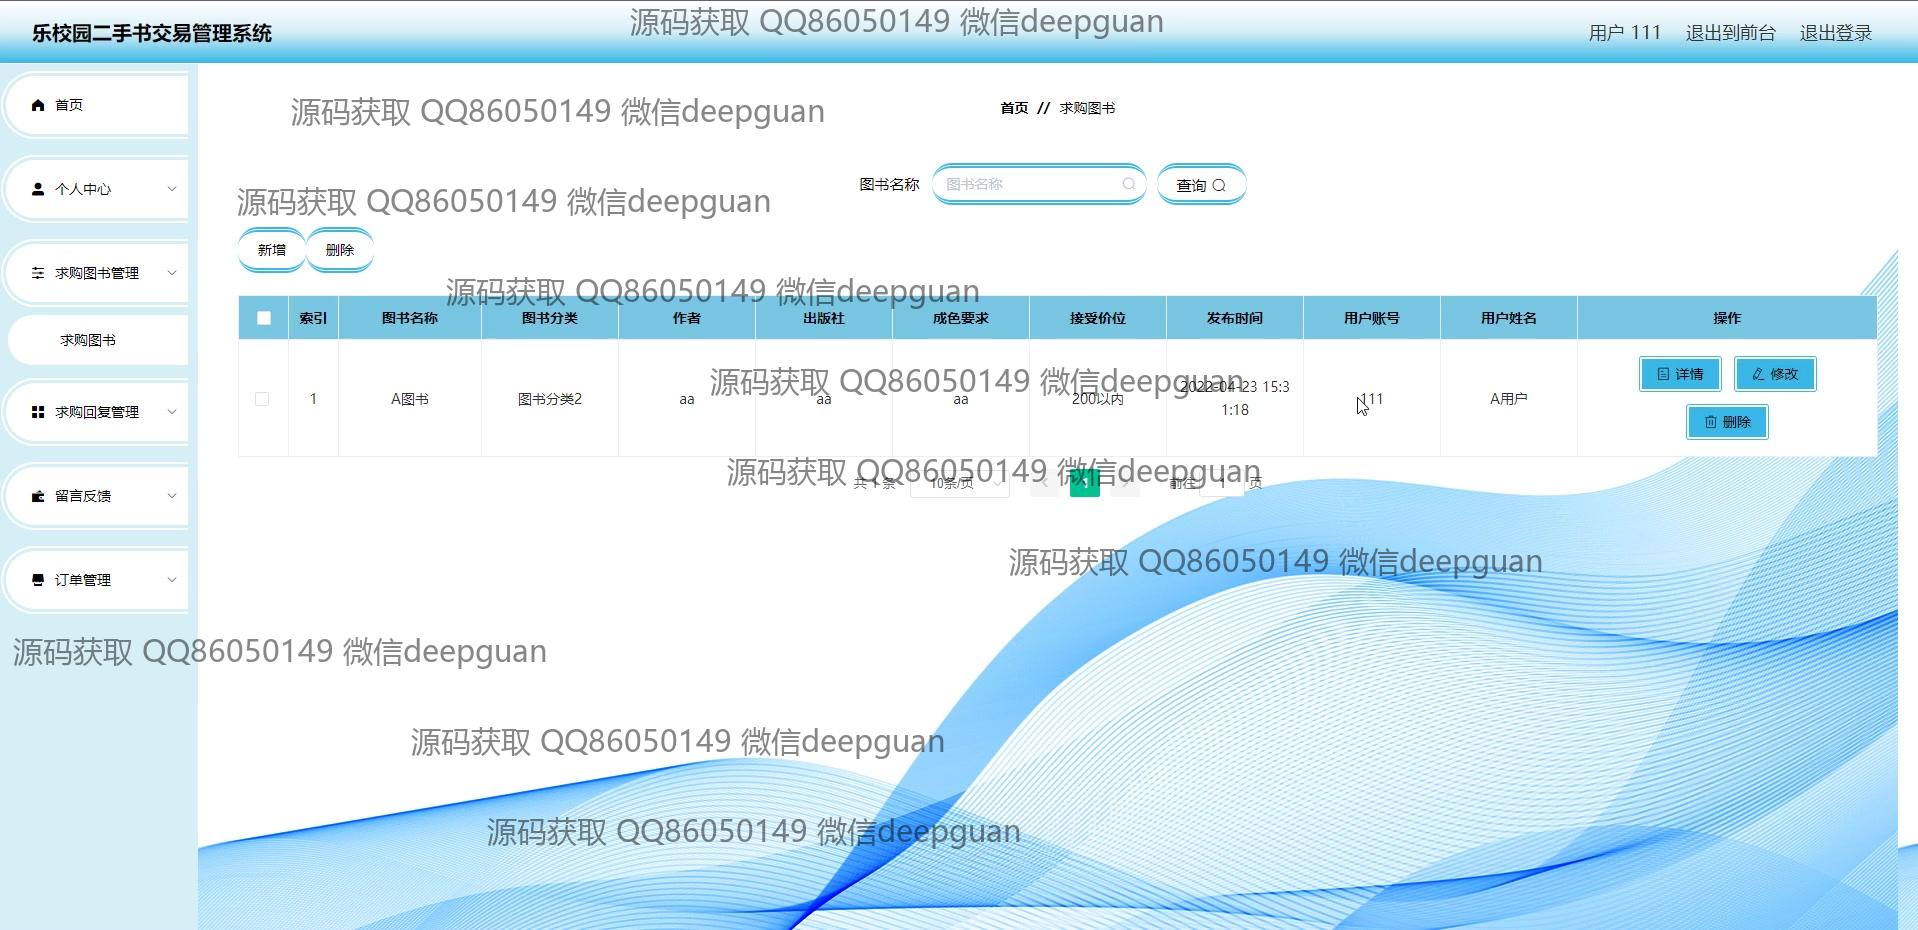 乐校园二手书交易管理系统
源码获取 QQ86050149 微信deepguan
用户 111 退出到前台 退出登录
首页
源码获取 QQ86050149 微信deepguan
首页 // 求购图书
个人中心
源码获取 QQ86050149 微信deepguan
图书名称 图书名称 查询
新增 删除
求购图书管理
源码获取 QQ86050149 微信deepguan
索引 图书名称 图书分类 作者 出版社 成色要求 接受价位 发布时间 用户账号 用户姓名 操作
求购图书
源码获取 QQ86050149 微信deepguan
1 A图书 图书分类2 aa aa aa 200以内 2022-04-23 15:3
1:18
111 A用户
详情 修改
删除
求购回复管理
源码获取 QQ86050149 微信deepguan
共 1 条 10条/页 1 前往 1 页
留言反馈
源码获取 QQ86050149 微信deepguan
订单管理
源码获取 QQ86050149 微信deepguan
源码获取 QQ86050149 微信deepguan
源码获取 QQ86050149 微信deepguan